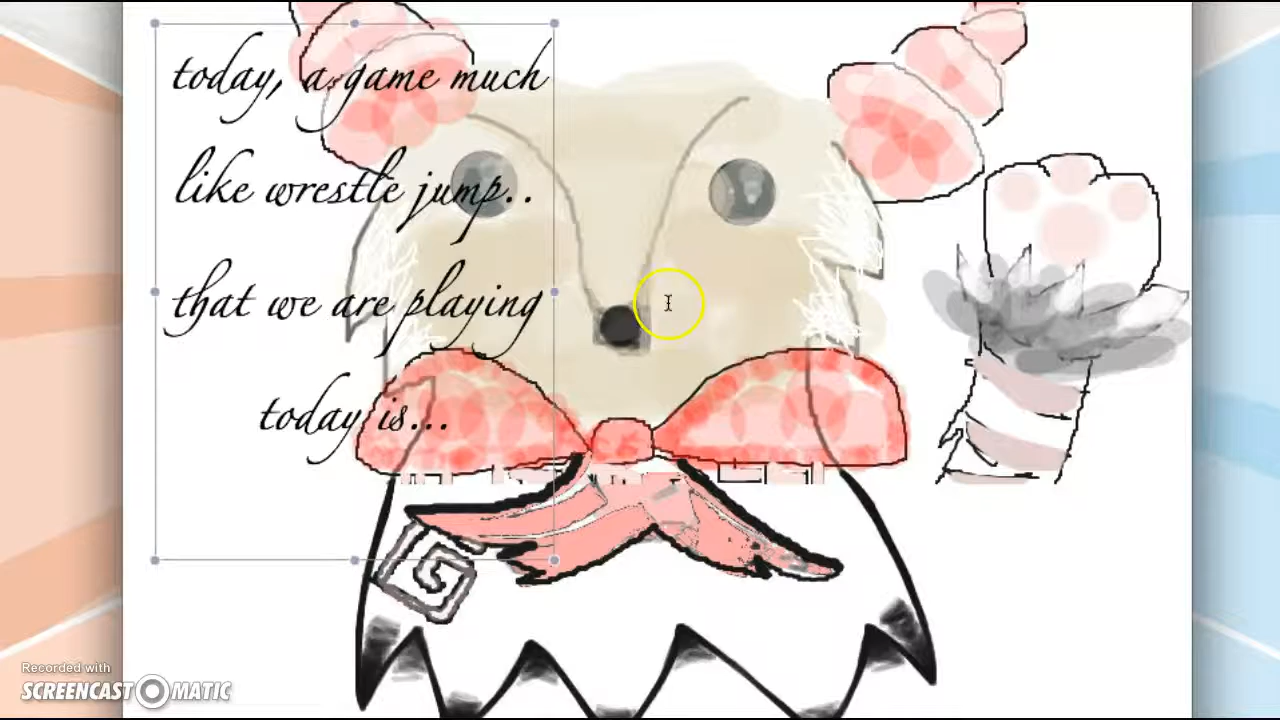 today, a game much
like wrestle jump..
that we are playing
today is...
Recorded with
SCREENCAST MATIC